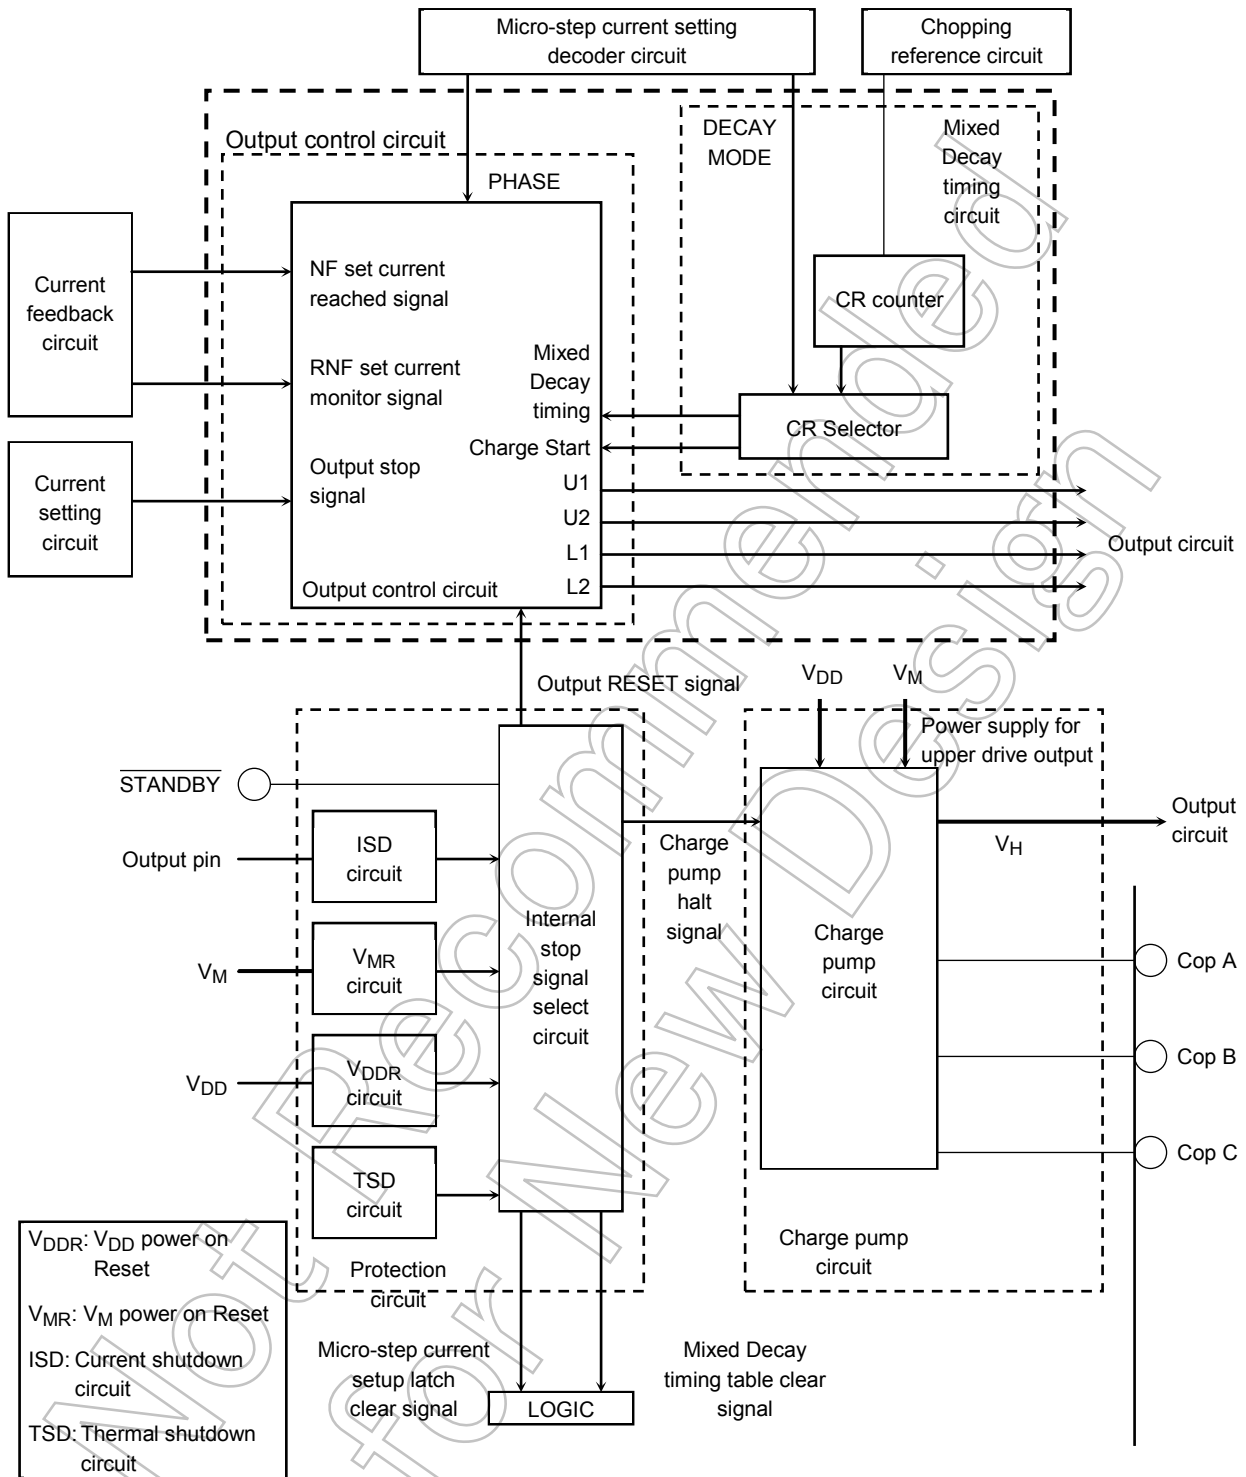 Micro-step current setting
decoder circuit
Chopping
reference circuit
Output control circuit
DECAY
MODE
Mixed
Decay
timing
circuit
PHASE
Current
feedback
circuit
NF set current
reached signal
RNF set current
monitor signal
Mixed
Decay
timing
CR counter
CR Selector
Charge Start
Current
setting
circuit
Output stop
signal
U1
U2
L1
L2
Output circuit
Output control circuit
Output RESET signal
VDD
VM
Power supply for
upper drive output
STANDBY
Output pin
ISD
circuit
VM
VMR
circuit
VDD
VDDR
circuit
TSD
circuit
Internal
stop
signal
select
circuit
Charge
pump
halt
signal
Charge
pump
circuit
VH
Output
circuit
Cop A
Cop B
Cop C
Protection
circuit
Charge pump
circuit
VDDR: VDD power on
Reset
VMR: VM power on Reset
ISD: Current shutdown
circuit
TSD: Thermal shutdown
circuit
Micro-step current
setup latch
clear signal
LOGIC
Mixed Decay
timing table clear
signal
Not Recommended
for New Design